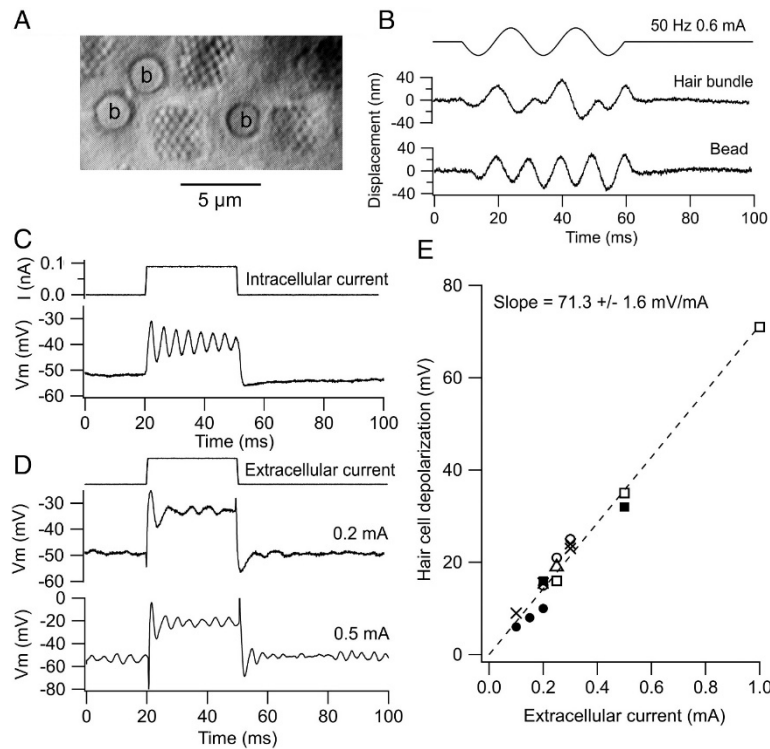 A
b
b
b
5 µm
B
50 Hz 0.6 mA
Hair bundle
Bead
Displacement (nm)
40
0
-40
40
0
-40
0 20 40 60 80 100
Time (ms)
C
Intracellular current
I (nA)
0.1
0.0
Vm (mV)
-30
-40
-50
-60
0 20 40 60 80 100
Time (ms)
D
Extracellular current
0.2 mA
Vm (mV)
-30
-40
-50
-60
0.5 mA
Vm (mV)
0
-20
-40
-60
-80
0 20 40 60 80 100
Time (ms)
E
Slope = 71.3 +/- 1.6 mV/mA
Hair cell depolarization (mV)
80
60
40
20
0
0.0 0.2 0.4 0.6 0.8 1.0
Extracellular current (mA)